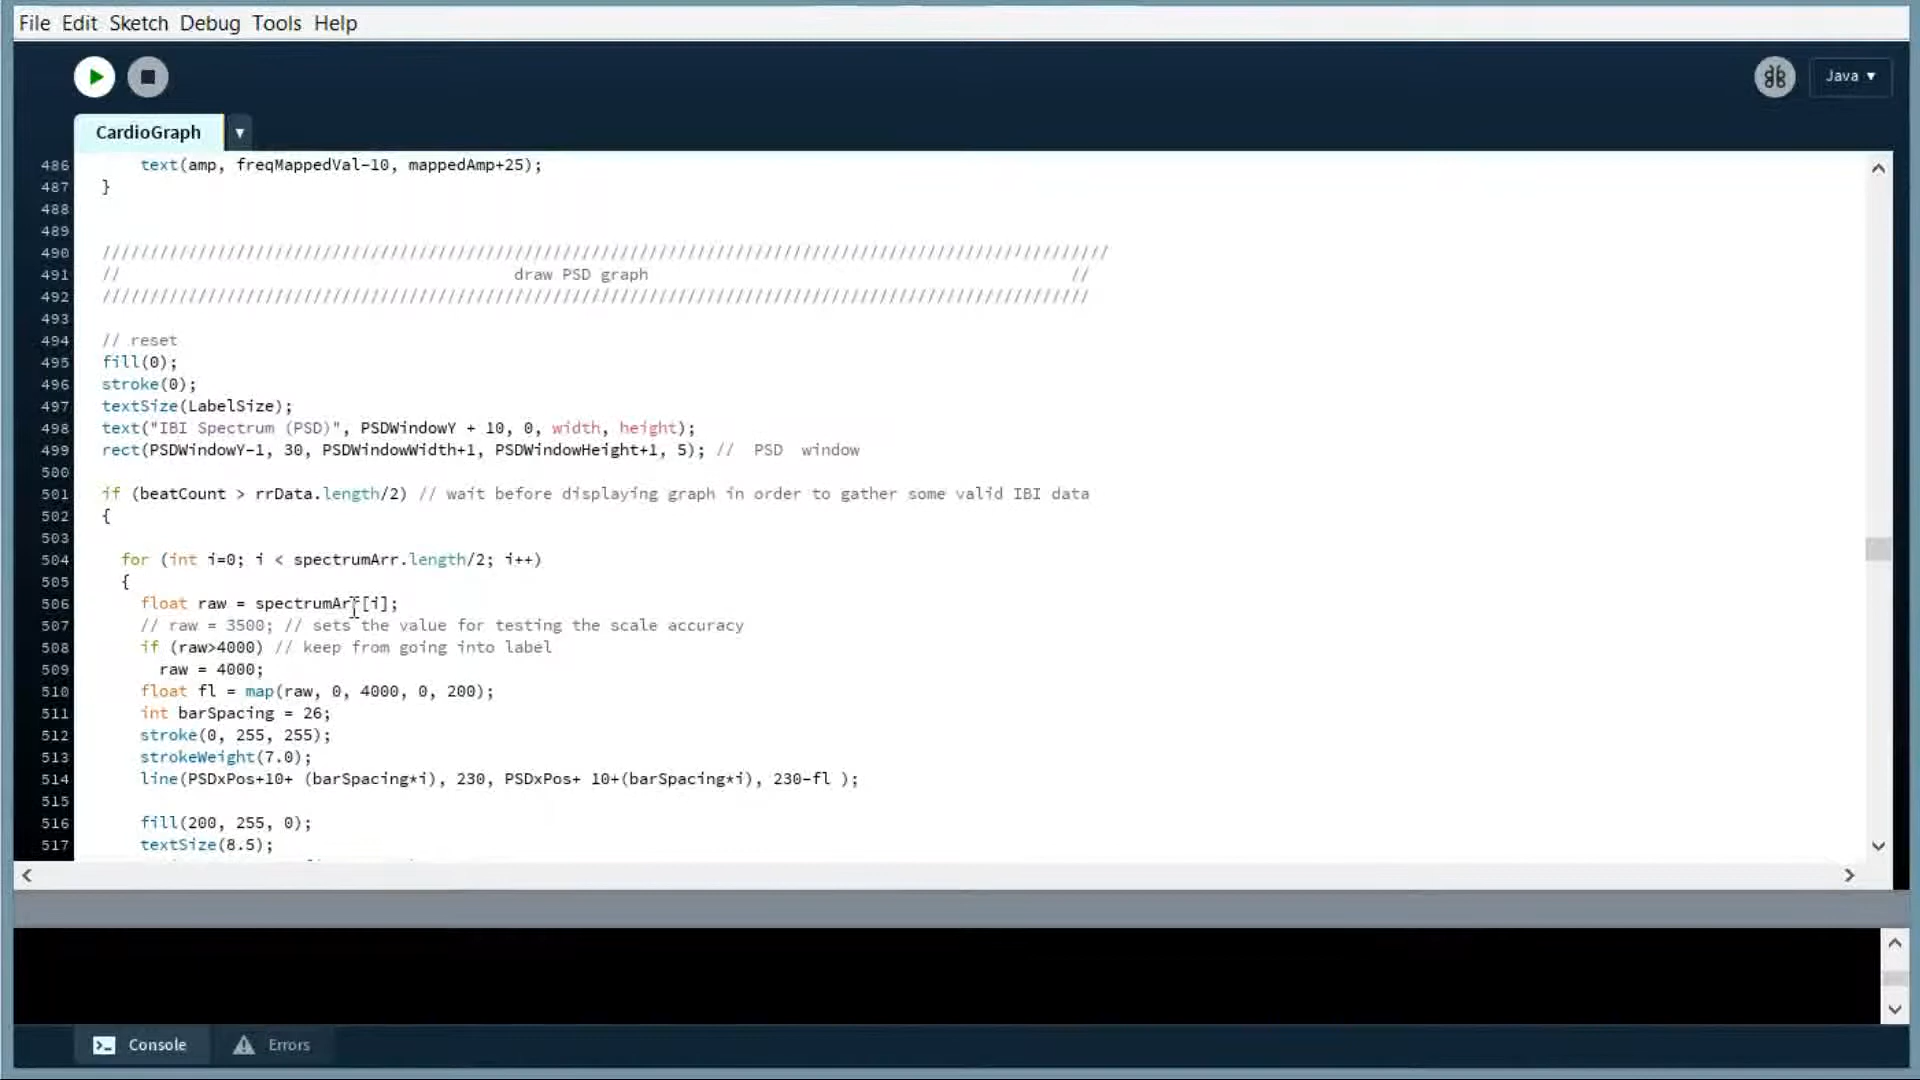 File Edit Sketch Debug Tools Help
Java ▼
CardioGraph ▼
486 text(amp, freqMappedVal-10, mappedAmp+25);
487 }
488
489
490 /////////////////////////////////////////////////////////////////////////////////////////////////////////
491 // draw PSD graph //
492 ///////////////////////////////////////////////////////////////////////////////////////////////////////
493
494 // reset
495 fill(0);
496 stroke(0);
497 textSize(LabelSize);
498 text("IBI Spectrum (PSD)", PSDWindowY + 10, 0, width, height);
499 rect(PSDWindowY-1, 30, PSDWindowWidth+1, PSDWindowHeight+1, 5); // PSD window
500
501 if (beatCount > rrData.length/2) // wait before displaying graph in order to gather some valid IBI data
502 {
503
504 for (int i=0; i < spectrumArr.length/2; i++)
505 {
506 float raw = spectrumArr[i];
507 // raw = 3500; // sets the value for testing the scale accuracy
508 if (raw>4000) // keep from going into label
509 raw = 4000;
510 float fl = map(raw, 0, 4000, 0, 200);
511 int barSpacing = 26;
512 stroke(0, 255, 255);
513 strokeWeight(7.0);
514 line(PSDxPos+10+ (barSpacing*i), 230, PSDxPos+ 10+(barSpacing*i), 230-fl );
515
516 fill(200, 255, 0);
517 textSize(8.5);
Console Errors